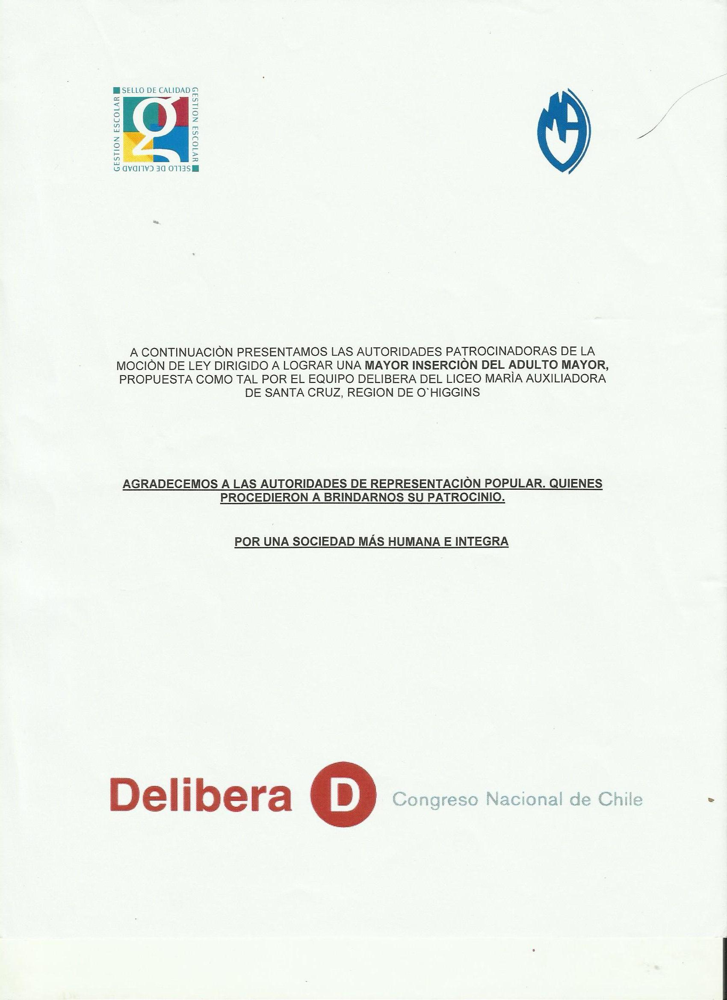 SELLO DE CALIDAD
GESTION ESCOLAR
GESTION ESCOLAR
SELLO DE CALIDAD
g
MA
A CONTINUACIÒN PRESENTAMOS LAS AUTORIDADES PATROCINADORAS DE LA
MOCIÒN DE LEY DIRIGIDO A LOGRAR UNA MAYOR INSERCIÒN DEL ADULTO MAYOR,
PROPUESTA COMO TAL POR EL EQUIPO DELIBERA DEL LICEO MARÌA AUXILIADORA
DE SANTA CRUZ, REGION DE O`HIGGINS
AGRADECEMOS A LAS AUTORIDADES DE REPRESENTACIÒN POPULAR. QUIENES
PROCEDIERON A BRINDARNOS SU PATROCINIO.
POR UNA SOCIEDAD MÁS HUMANA E INTEGRA
Delibera D Congreso Nacional de Chile